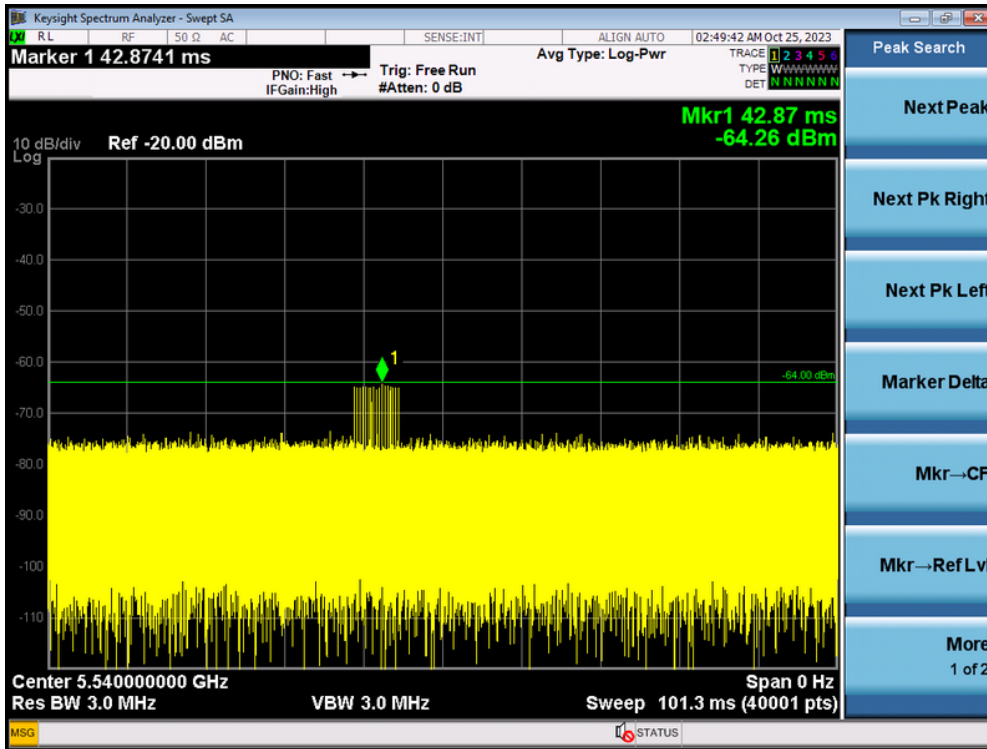 Keysight Spectrum Analyzer - Swept SA
LXI RL RF 50 Ω AC SENSE:INT ALIGN AUTO 02:49:42 AM Oct 25, 2023
Marker 1 42.8741 ms
PNO: Fast
IFGain:High
Trig: Free Run
#Atten: 0 dB
Avg Type: Log-Pwr
TRACE 1 2 3 4 5 6
TYPE WWWWWW
DET N N N N N N
Peak Search
Mkr1 42.87 ms
-64.26 dBm
10 dB/div Ref -20.00 dBm
Log
-30.0
-40.0
-50.0
-60.0
1
-64.00 dBm
-70.0
-80.0
-90.0
-100
-110
Center 5.540000000 GHz Span 0 Hz
Res BW 3.0 MHz VBW 3.0 MHz Sweep 101.3 ms (40001 pts)
MSG STATUS
Next Peak
Next Pk Right
Next Pk Left
Marker Delta
Mkr→CF
Mkr→Ref Lvl
More
1 of 2